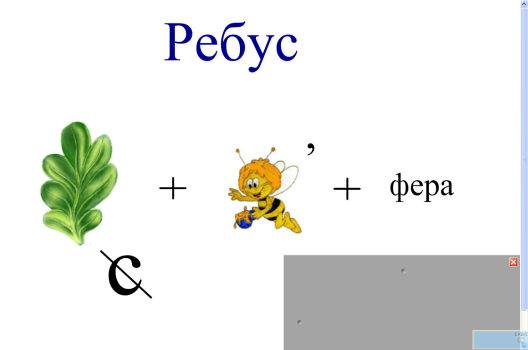 Ребус
,
+ + фера
с